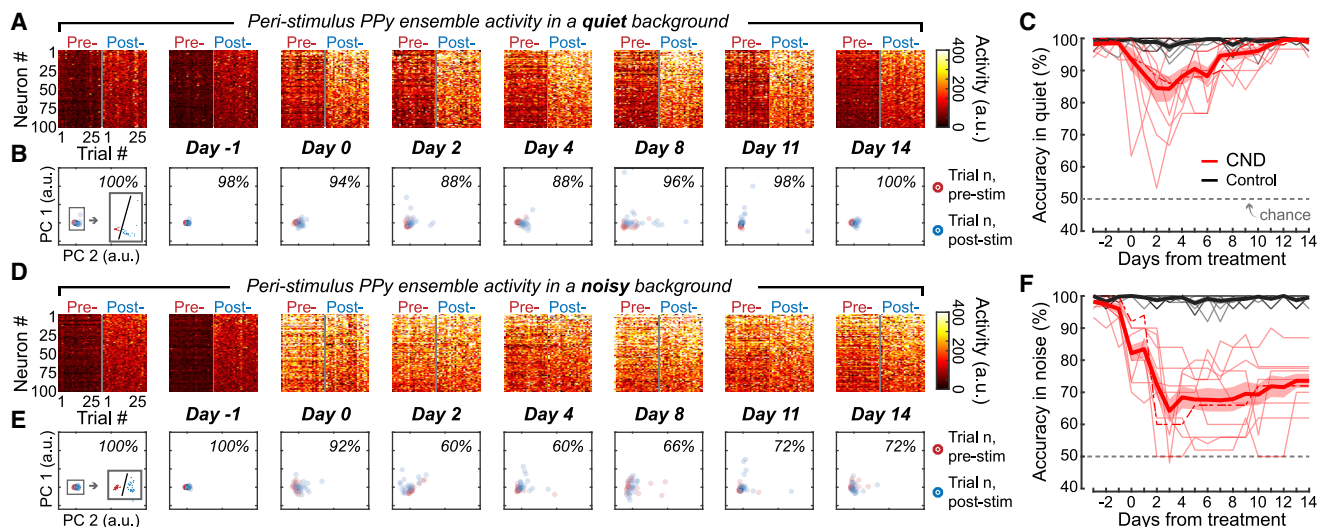 A
Peri-stimulus PPy ensemble activity in a quiet background
Pre- Post- Pre- Post- Pre- Post- Pre- Post- Pre- Post- Pre- Post- Pre- Post- Pre- Post-
Neuron #
1
25
50
75
100
1 25 1 25
Trial #
400
200
0
Activity (a.u.)
Day -1 Day 0 Day 2 Day 4 Day 8 Day 11 Day 14
B
PC 1 (a.u.)
100% 98% 94% 88% 88% 96% 98% 100%
PC 2 (a.u.)
Trial n,
pre-stim
Trial n,
post-stim
C
Accuracy in quiet (%)
100
90
80
70
60
50
40
CND
Control
chance
-2 0 2 4 6 8 10 12 14
Days from treatment
D
Peri-stimulus PPy ensemble activity in a noisy background
Pre- Post- Pre- Post- Pre- Post- Pre- Post- Pre- Post- Pre- Post- Pre- Post- Pre- Post-
Neuron #
1
25
50
75
100
1 25 1 25
Trial #
400
200
0
Activity (a.u.)
Day -1 Day 0 Day 2 Day 4 Day 8 Day 11 Day 14
E
PC 1 (a.u.)
100% 100% 92% 60% 60% 66% 72% 72%
PC 2 (a.u.)
Trial n,
pre-stim
Trial n,
post-stim
F
Accuracy in noise (%)
100
90
80
70
60
50
40
-2 0 2 4 6 8 10 12 14
Days from treatment